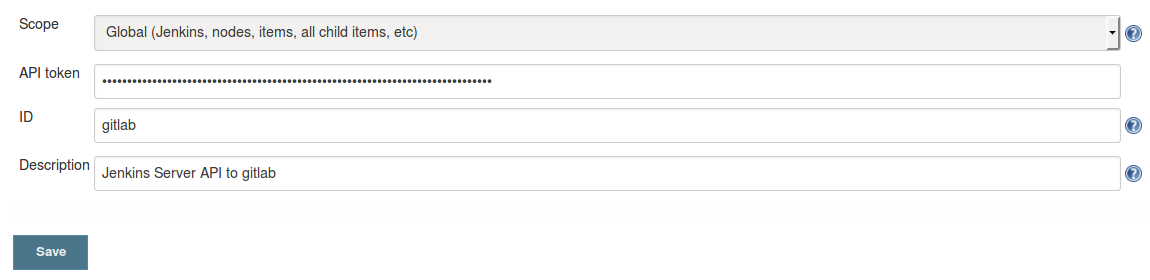 Scope
Global (Jenkins, nodes, items, all child items, etc)
API token
ID
gitlab
Description
Jenkins Server API to gitlab
Save